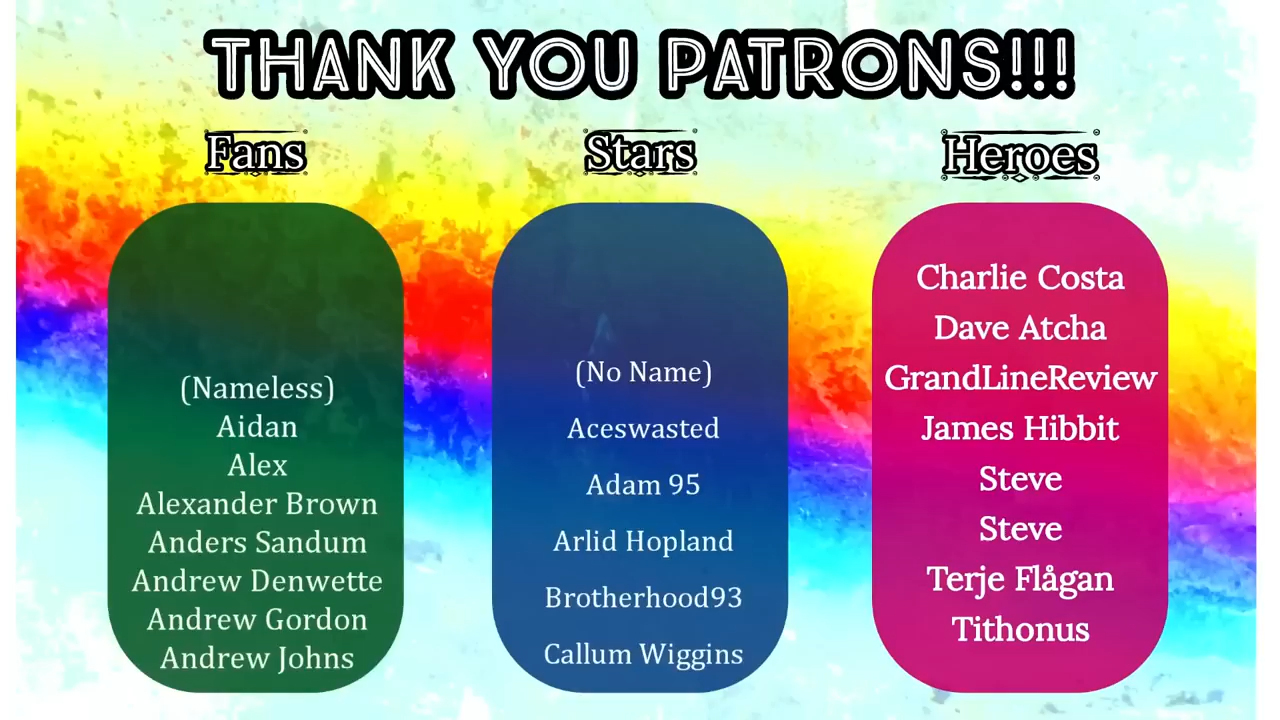 THANK YOU PATRONS!!!
Fans
(Nameless)
Aidan
Alex
Alexander Brown
Anders Sandum
Andrew Denwette
Andrew Gordon
Andrew Johns
Stars
(No Name)
Aceswasted
Adam 95
Arlid Hopland
Brotherhood93
Callum Wiggins
Heroes
Charlie Costa
Dave Atcha
GrandLineReview
James Hibbit
Steve
Steve
Terje Flågan
Tithonus